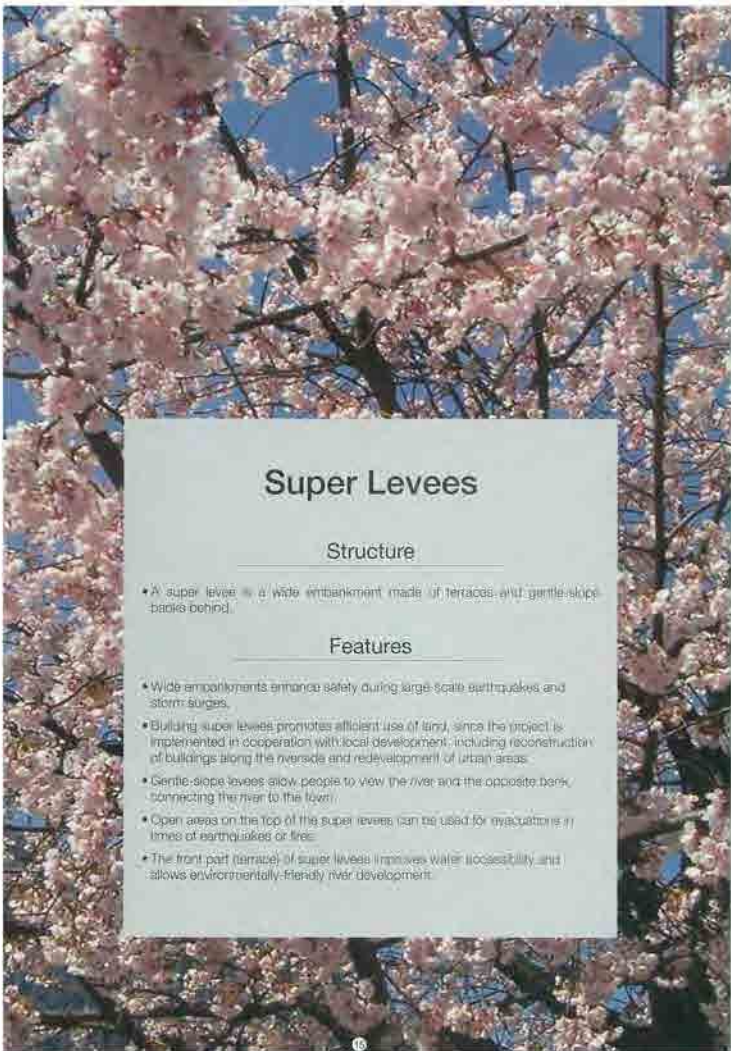 Super Levees
Structure
• A super levee is a wide embankment made of terraces and gentle-slope
banks behind.
Features
• Wide embankments enhance safety during large-scale earthquakes and
storm surges.
• Building super levees promotes efficient use of land, since the project is
implemented in cooperation with local development, including reconstruction
of buildings along the riverside and redevelopment of urban areas.
• Gentle-slope levees allow people to view the river and the opposite bank,
connecting the river to the town.
• Open areas on the top of the super levees can be used for evacuations in
times of earthquakes or fires.
• The front part (terrace) of super levees improves water accessibility and
allows environmentally-friendly river development.
15